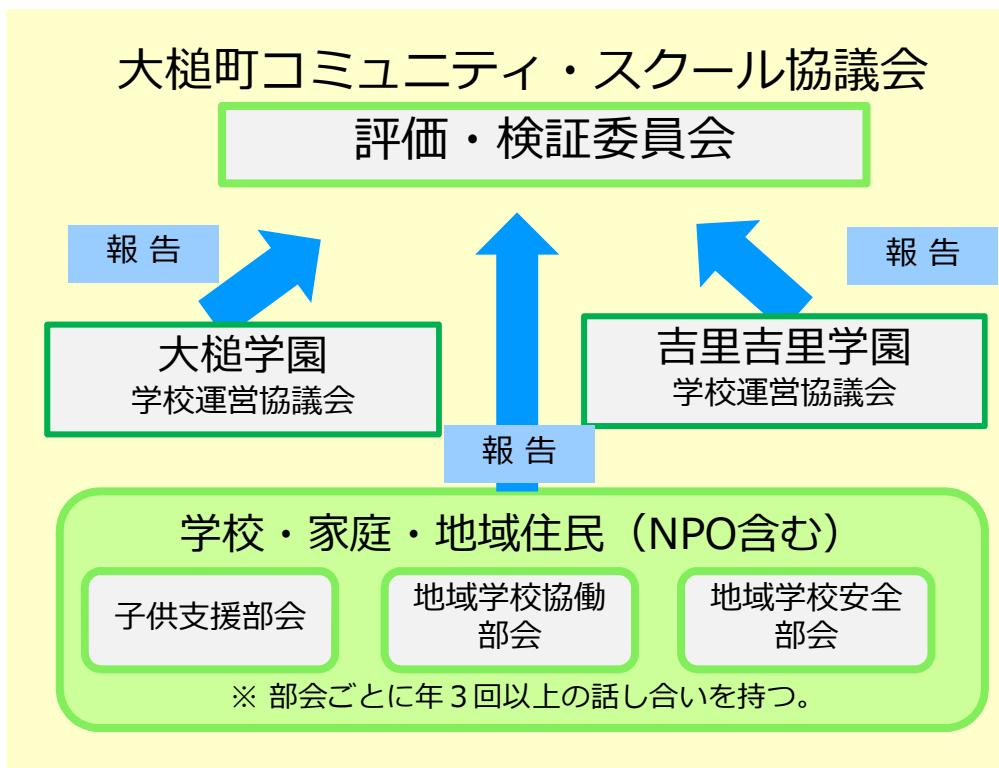 大槌町コミュニティ・スクール協議会
評価・検証委員会
報 告
報 告
大槌学園
学校運営協議会
吉里吉里学園
学校運営協議会
報 告
学校・家庭・地域住民（NPO含む）
子供支援部会
地域学校協働
部会
地域学校安全
部会
※ 部会ごとに年３回以上の話し合いを持つ。